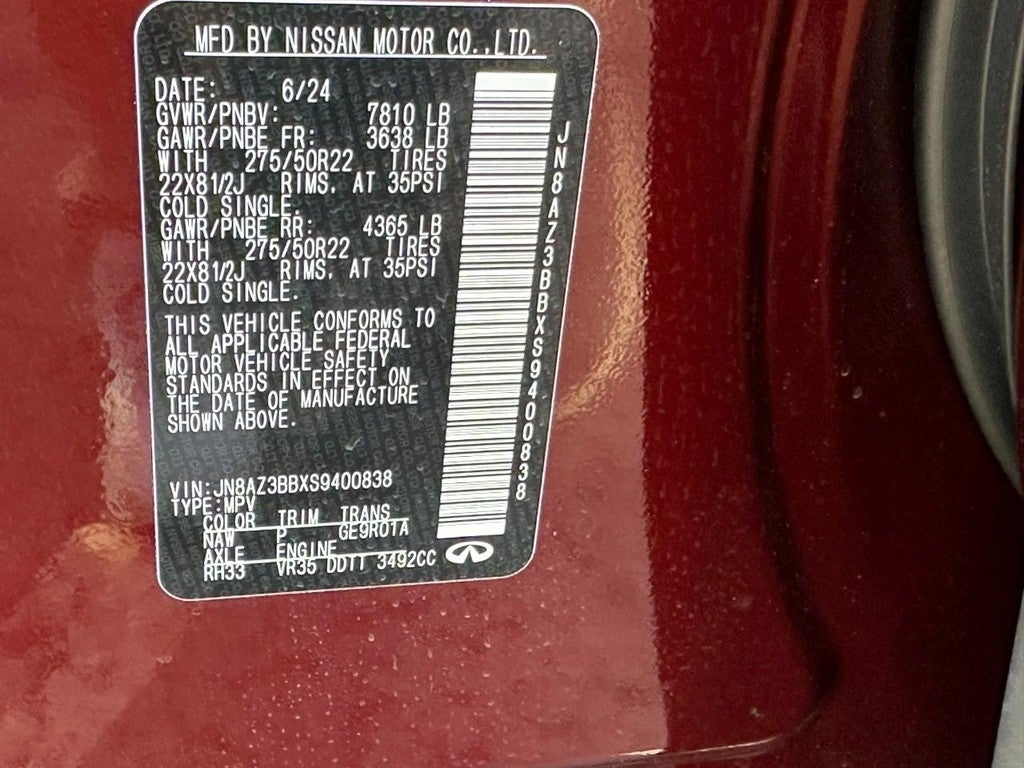 MFD BY NISSAN MOTOR CO.,LTD.
DATE: 6/24
GVWR/PNBV: 7810 LB
GAWR/PNBE FR: 3638 LB
WITH 275/50R22 TIRES
22X81/2J RIMS, AT 35PSI
COLD SINGLE.
GAWR/PNBE RR: 4365 LB
WITH 275/50R22 TIRES
22X81/2J RIMS, AT 35PSI
COLD SINGLE.
THIS VEHICLE CONFORMS TO
ALL APPLICABLE FEDERAL
MOTOR VEHICLE SAFETY
STANDARDS IN EFFECT ON
THE DATE OF MANUFACTURE
SHOWN ABOVE.
VIN:JN8AZ3BBXS9400838
TYPE:MPV
COLOR TRIM TRANS
NAW P GE9R01A
AXLE ENGINE
RH33 VR35 DDTT 3492CC
JN8AZ3BBXS9400838